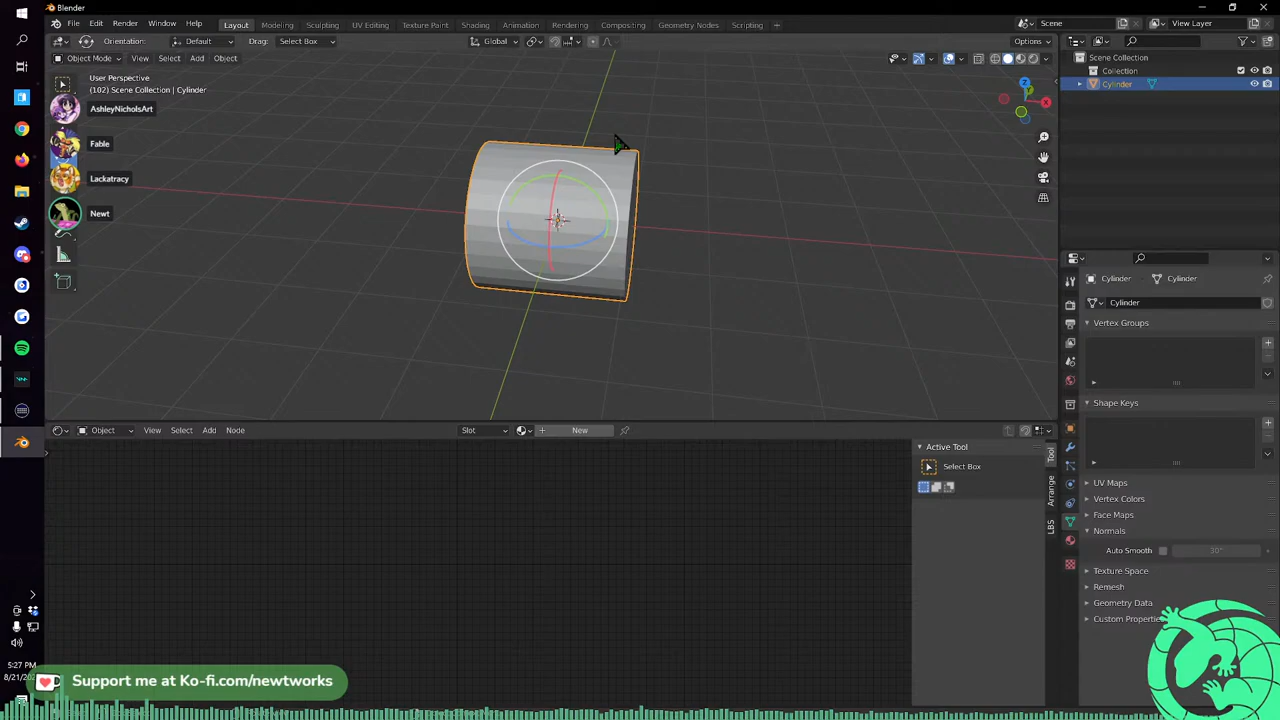 Blender
File Edit Render Window Help Layout Modeling Sculpting UV Editing Texture Paint Shading Animation Rendering Compositing Geometry Nodes Scripting + Scene View Layer
Orientation: Default Drag: Select Box Global Options
Object Mode View Select Add Object
User Perspective
(102) Scene Collection | Cylinder
AshleyNicholsArt
Fable
Lackatracy
Newt
Z
X
Scene Collection
Collection
Cylinder
Cylinder Cylinder
Cylinder
Vertex Groups
Shape Keys
UV Maps
Vertex Colors
Face Maps
Normals
Auto Smooth 30°
Texture Space
Remesh
Geometry Data
Custom Properties
Object View Select Add Node Slot New
Active Tool
Select Box
Tool
Arrange
LBS
5:27 PM
Support me at Ko-fi.com/newtworks